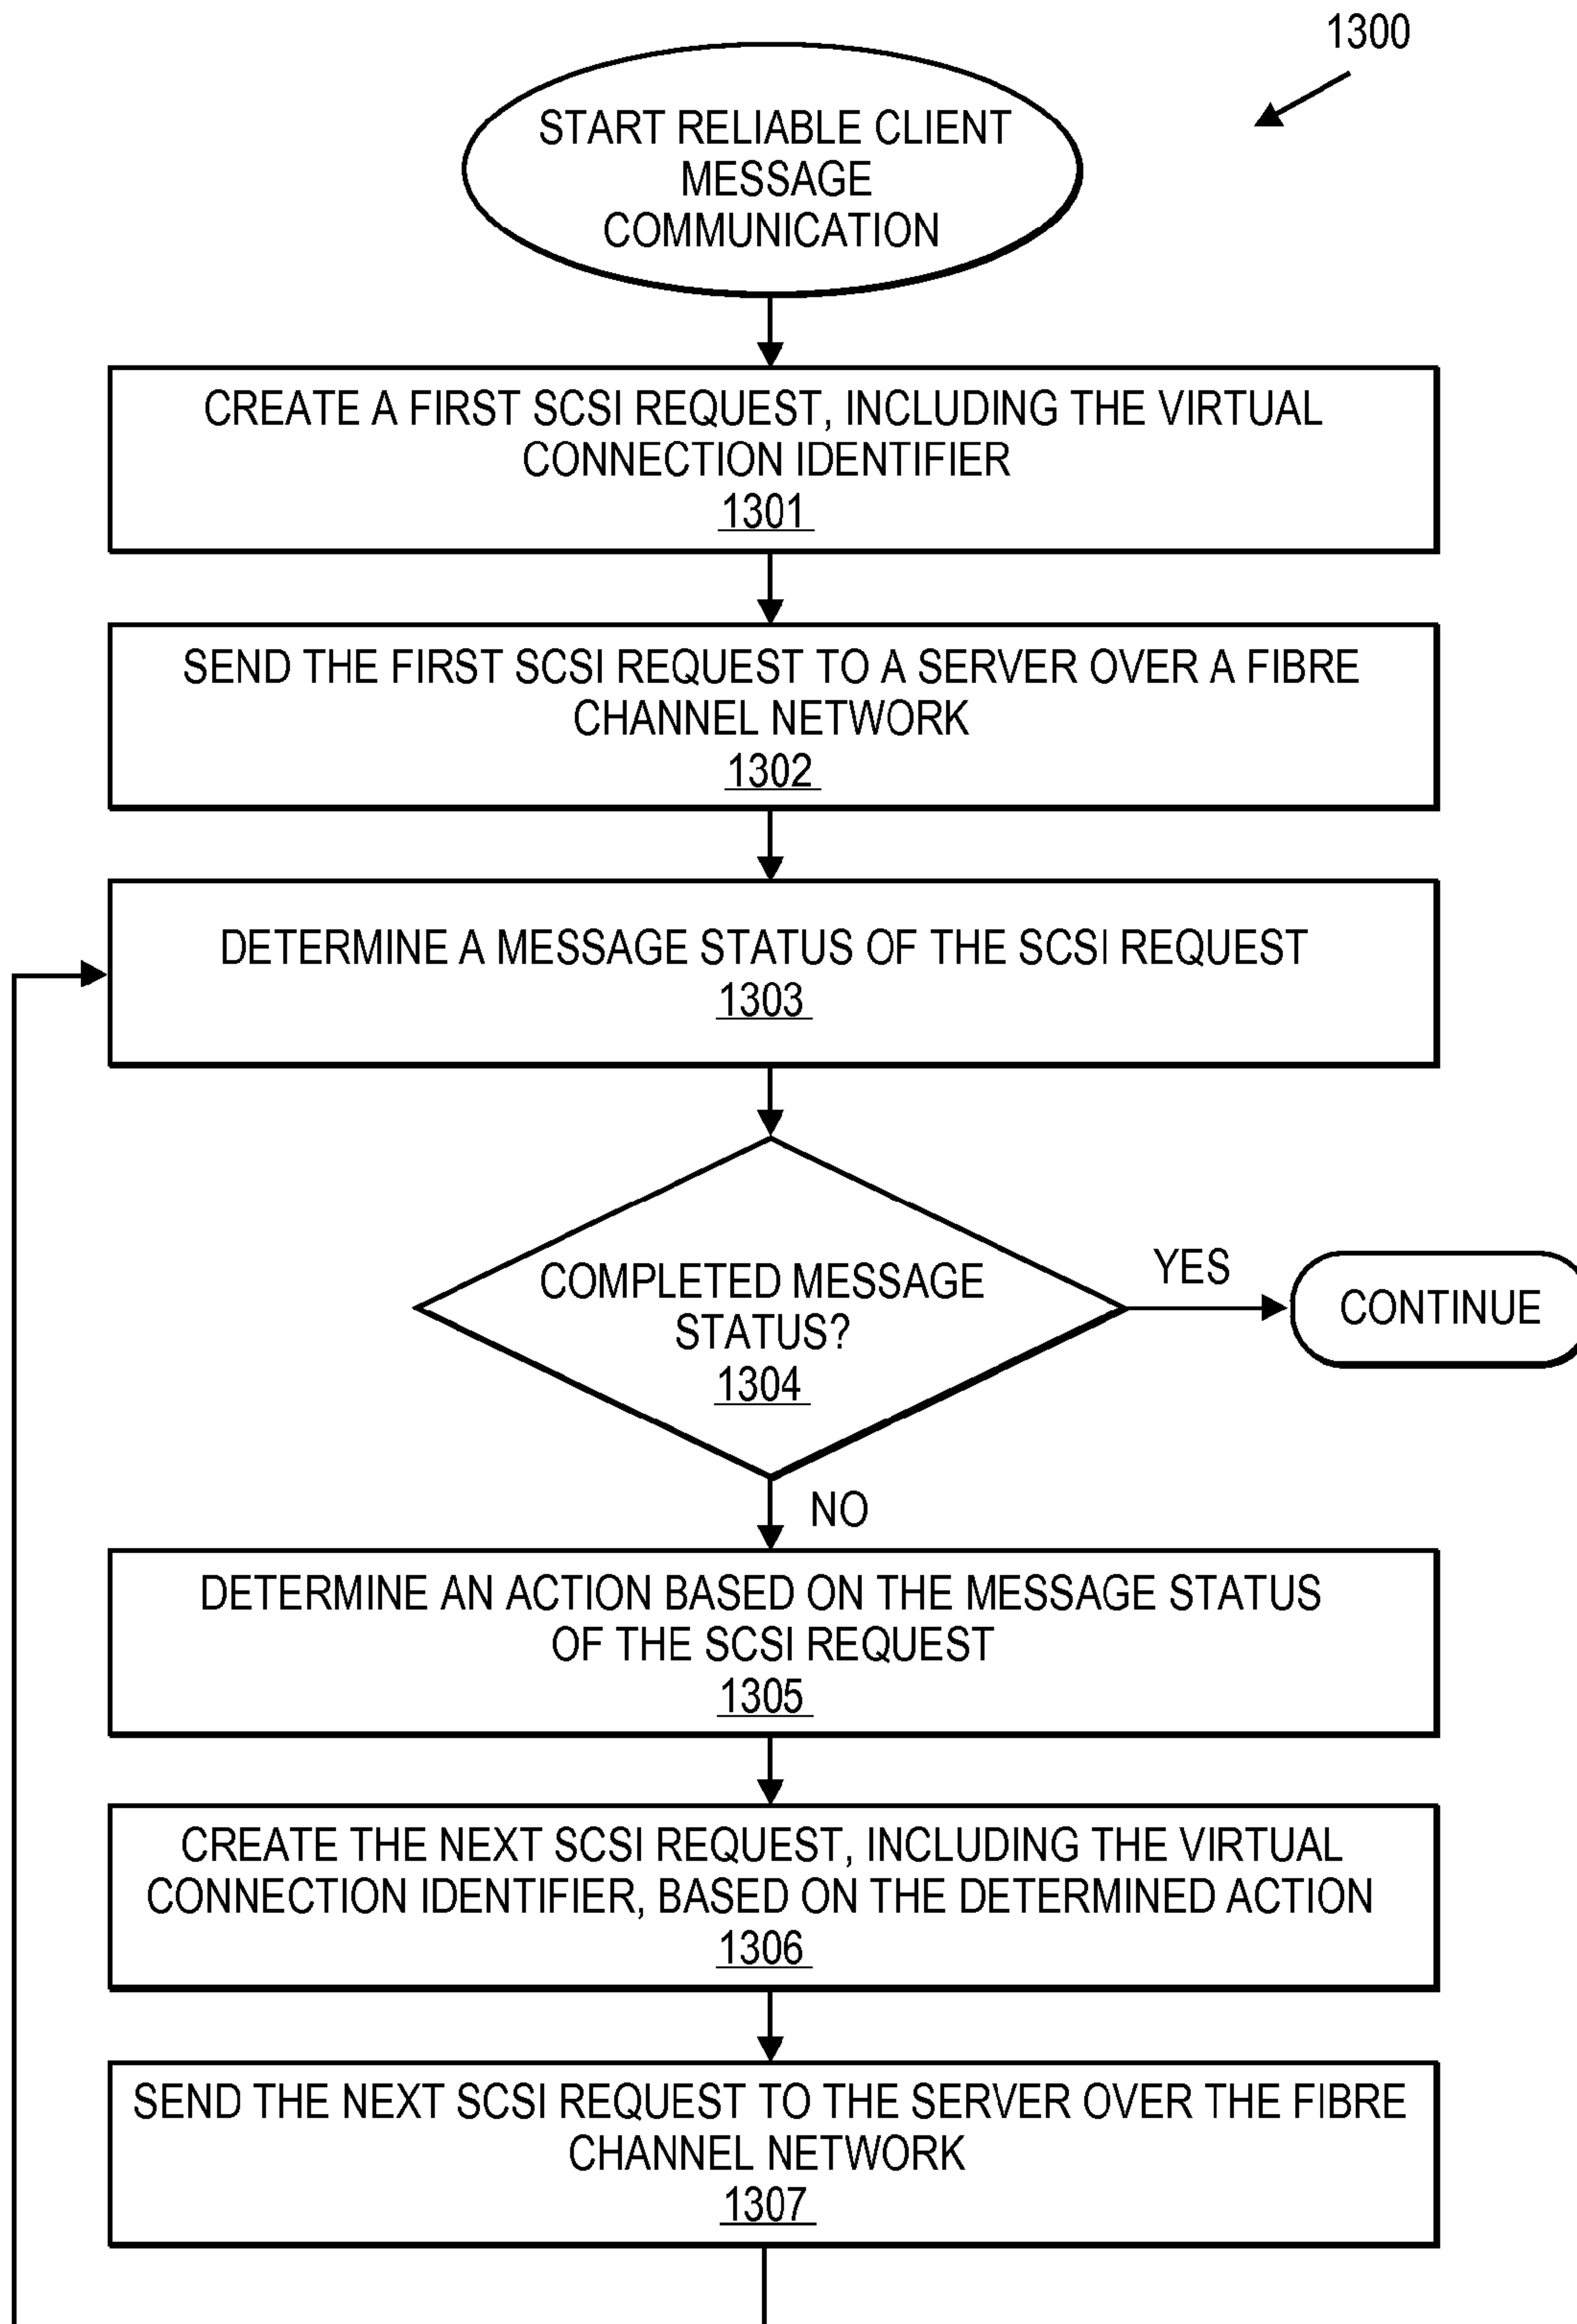 1300
START RELIABLE CLIENT
MESSAGE
COMMUNICATION
CREATE A FIRST SCSI REQUEST, INCLUDING THE VIRTUAL
CONNECTION IDENTIFIER
1301
SEND THE FIRST SCSI REQUEST TO A SERVER OVER A FIBRE
CHANNEL NETWORK
1302
DETERMINE A MESSAGE STATUS OF THE SCSI REQUEST
1303
COMPLETED MESSAGE
STATUS?
1304
YES
CONTINUE
NO
DETERMINE AN ACTION BASED ON THE MESSAGE STATUS
OF THE SCSI REQUEST
1305
CREATE THE NEXT SCSI REQUEST, INCLUDING THE VIRTUAL
CONNECTION IDENTIFIER, BASED ON THE DETERMINED ACTION
1306
SEND THE NEXT SCSI REQUEST TO THE SERVER OVER THE FIBRE
CHANNEL NETWORK
1307